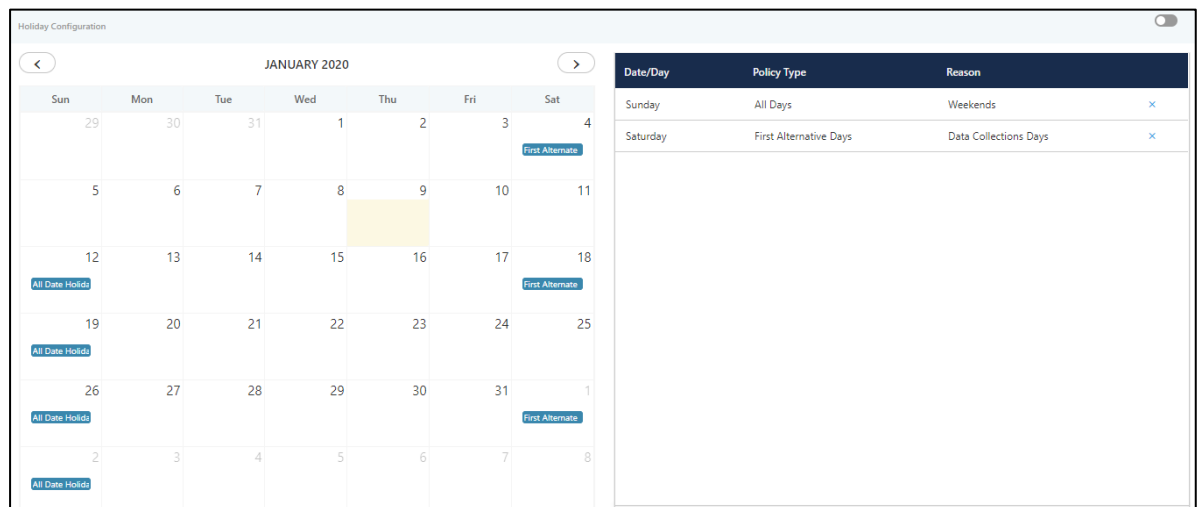 Holiday Configuration
JANUARY 2020
Sun Mon Tue Wed Thu Fri Sat
29 30 31 1 2 3 4
First Alternate
5 6 7 8 9 10 11
12 13 14 15 16 17 18
All Date Holida First Alternate
19 20 21 22 23 24 25
All Date Holida
26 27 28 29 30 31 1
All Date Holida First Alternate
2 3 4 5 6 7 8
All Date Holida
Date/Day Policy Type Reason
Sunday All Days Weekends
Saturday First Alternative Days Data Collections Days